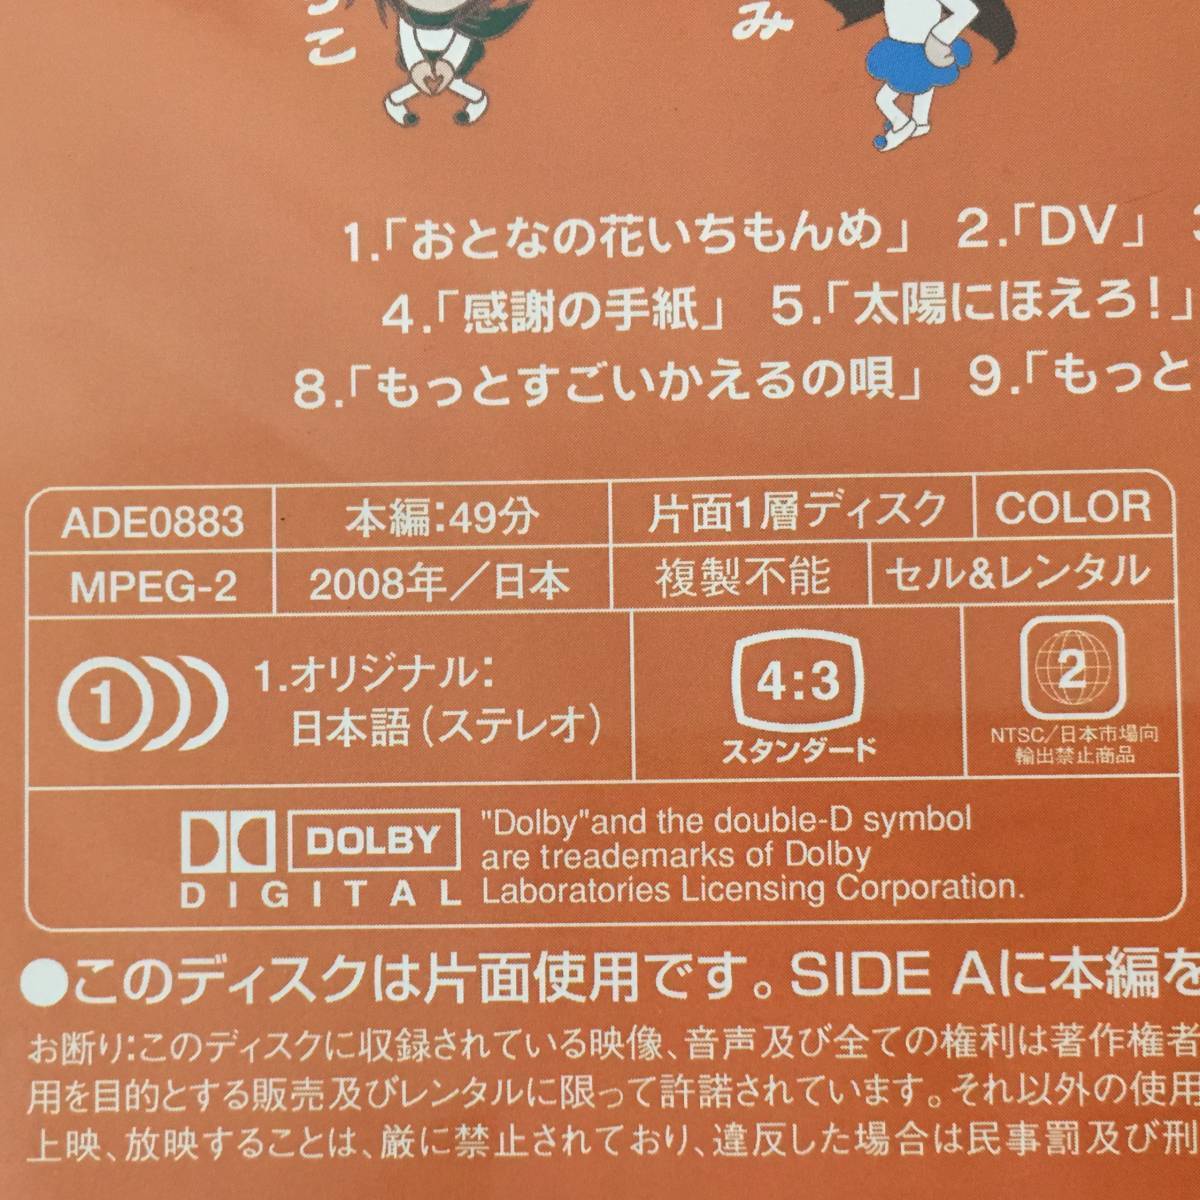 っこ
み
1.「おとなの花いちもんめ」 2.「DV」
4.「感謝の手紙」 5.「太陽にほえろ!」
8.「もっとすごいかえるの唄」 9.「もっと
ADE0883 本編:49分 片面1層ディスク COLOR
MPEG-2 2008年/日本 複製不能 セル&レンタル
1 1.オリジナル:
日本語(ステレオ)
4:3
スタンダード
2
NTSC/日本市場向
輸出禁止商品
DOLBY
DIGITAL
"Dolby"and the double-D symbol
are treademarks of Dolby
Laboratories Licensing Corporation.
●このディスクは片面使用です。SIDE Aに本編を
お断り:このディスクに収録されている映像、音声及び全ての権利は著作権者
用を目的とする販売及びレンタルに限って許諾されています。それ以外の使用
上映、放映することは、厳に禁止されており、違反した場合は民事罰及び刑